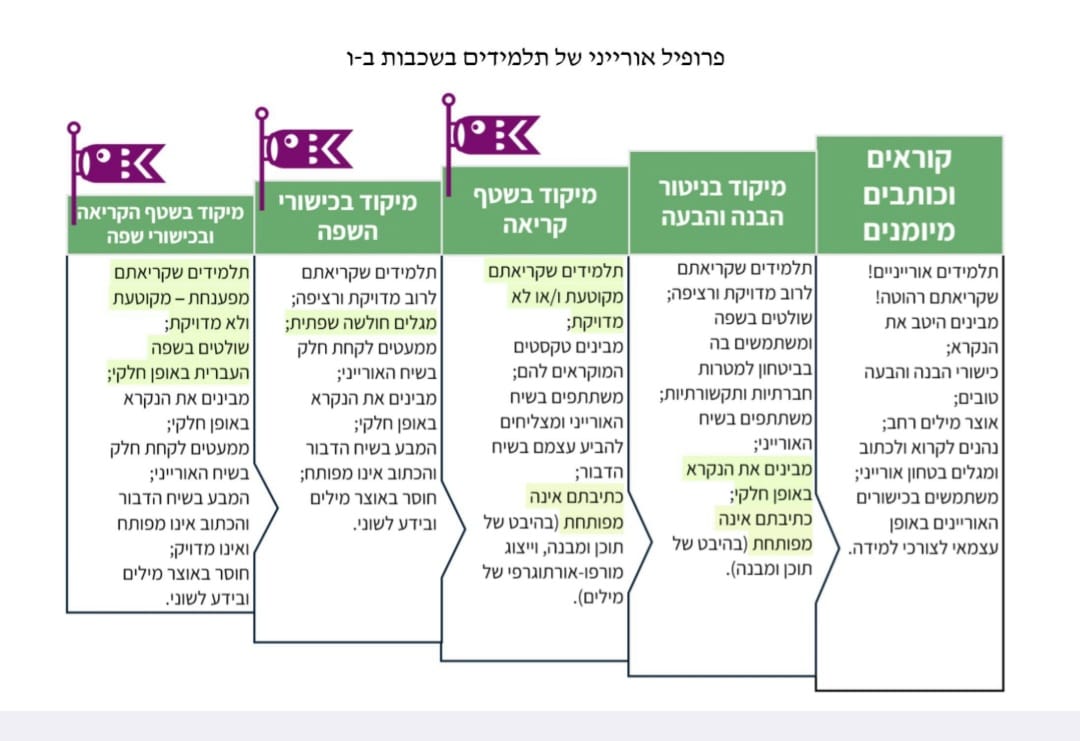 פרופיל אורייני של תלמידים בשכבות ב-ו
קוראים
וכותבים
מיומנים
תלמידים אורייניים!
שקריאתם רהוטה!
מבינים היטב את
הנקרא;
כישורי הבנה והבעה
טובים;
אוצר מילים רחב;
נהנים לקרוא ולכתוב
ומגלים בטחון אורייני;
משתמשים בכישורים
האוריינים באופן
עצמאי לצורכי למידה.
מיקוד בניטור
הבנה והבעה
תלמידים שקריאתם
לרוב מדויקת ורציפה;
שולטים בשפה
ומשתמשים בה
בביטחון למטרות
חברתיות ותקשורתיות;
משתתפים בשיח
האורייני;
מבינים את הנקרא
באופן חלקי;
כתיבתם אינה
מפותחת (בהיבט של
תוכן ומבנה).
מיקוד בשטף
קריאה
תלמידים שקריאתם
מקוטעת ו/או לא
מדויקת;
מבינים טקסטים
המוקראים להם;
משתתפים בשיח
האורייני ומצליחים
להביע עצמם בשיח
הדבור;
כתיבתם אינה
מפותחת (בהיבט של
תוכן ומבנה, וייצוג
מורפו-אורתוגרפי של
מילים).
מיקוד בכישורי
השפה
תלמידים שקריאתם
לרוב מדויקת ורציפה;
מגלים חולשה שפתית;
ממעטים לקחת חלק
בשיח האורייני;
מבינים את הנקרא
באופן חלקי;
המבע בשיח הדבור
והכתוב אינו מפותח;
חוסר באוצר מילים
ובידע לשוני.
מיקוד בשטף הקריאה
ובכישורי שפה
תלמידים שקריאתם
מפענחת – מקוטעת
ולא מדויקת;
שולטים בשפה
העברית באופן חלקי;
מבינים את הנקרא
באופן חלקי;
ממעטים לקחת חלק
בשיח האורייני;
המבע בשיח הדבור
והכתוב אינו מפותח
ואינו מדויק;
חוסר באוצר מילים
ובידע לשוני.